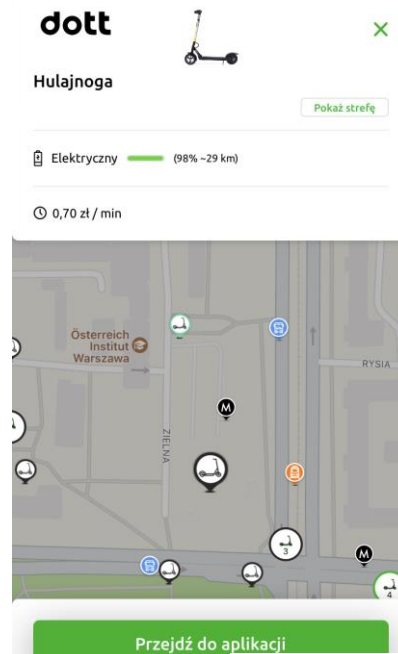 dott
Hulajnoga
Pokaż strefę
Elektryczny (98% ~29 km)
0,70 zł / min
Österreich
Institut
Warszawa
RYSIA
M
ZIELNA
3
M
4
Przejdź do aplikacji